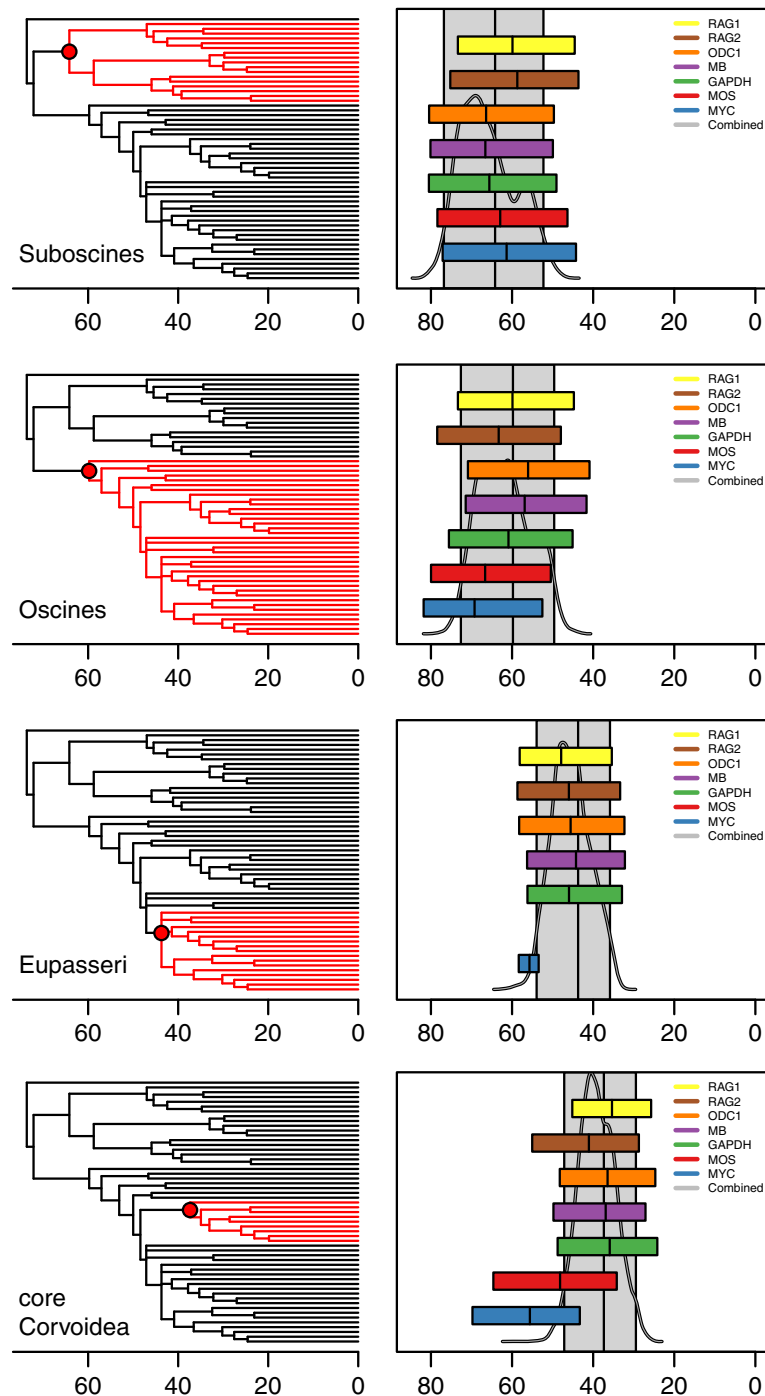 Suboscines
60 40 20 0
RAG1
RAG2
ODC1
MB
GAPDH
MOS
MYC
Combined
80 60 40 20 0
Oscines
60 40 20 0
RAG1
RAG2
ODC1
MB
GAPDH
MOS
MYC
Combined
80 60 40 20 0
Eupasseri
60 40 20 0
RAG1
RAG2
ODC1
MB
GAPDH
MOS
MYC
Combined
80 60 40 20 0
core
Corvoidea
60 40 20 0
RAG1
RAG2
ODC1
MB
GAPDH
MOS
MYC
Combined
80 60 40 20 0